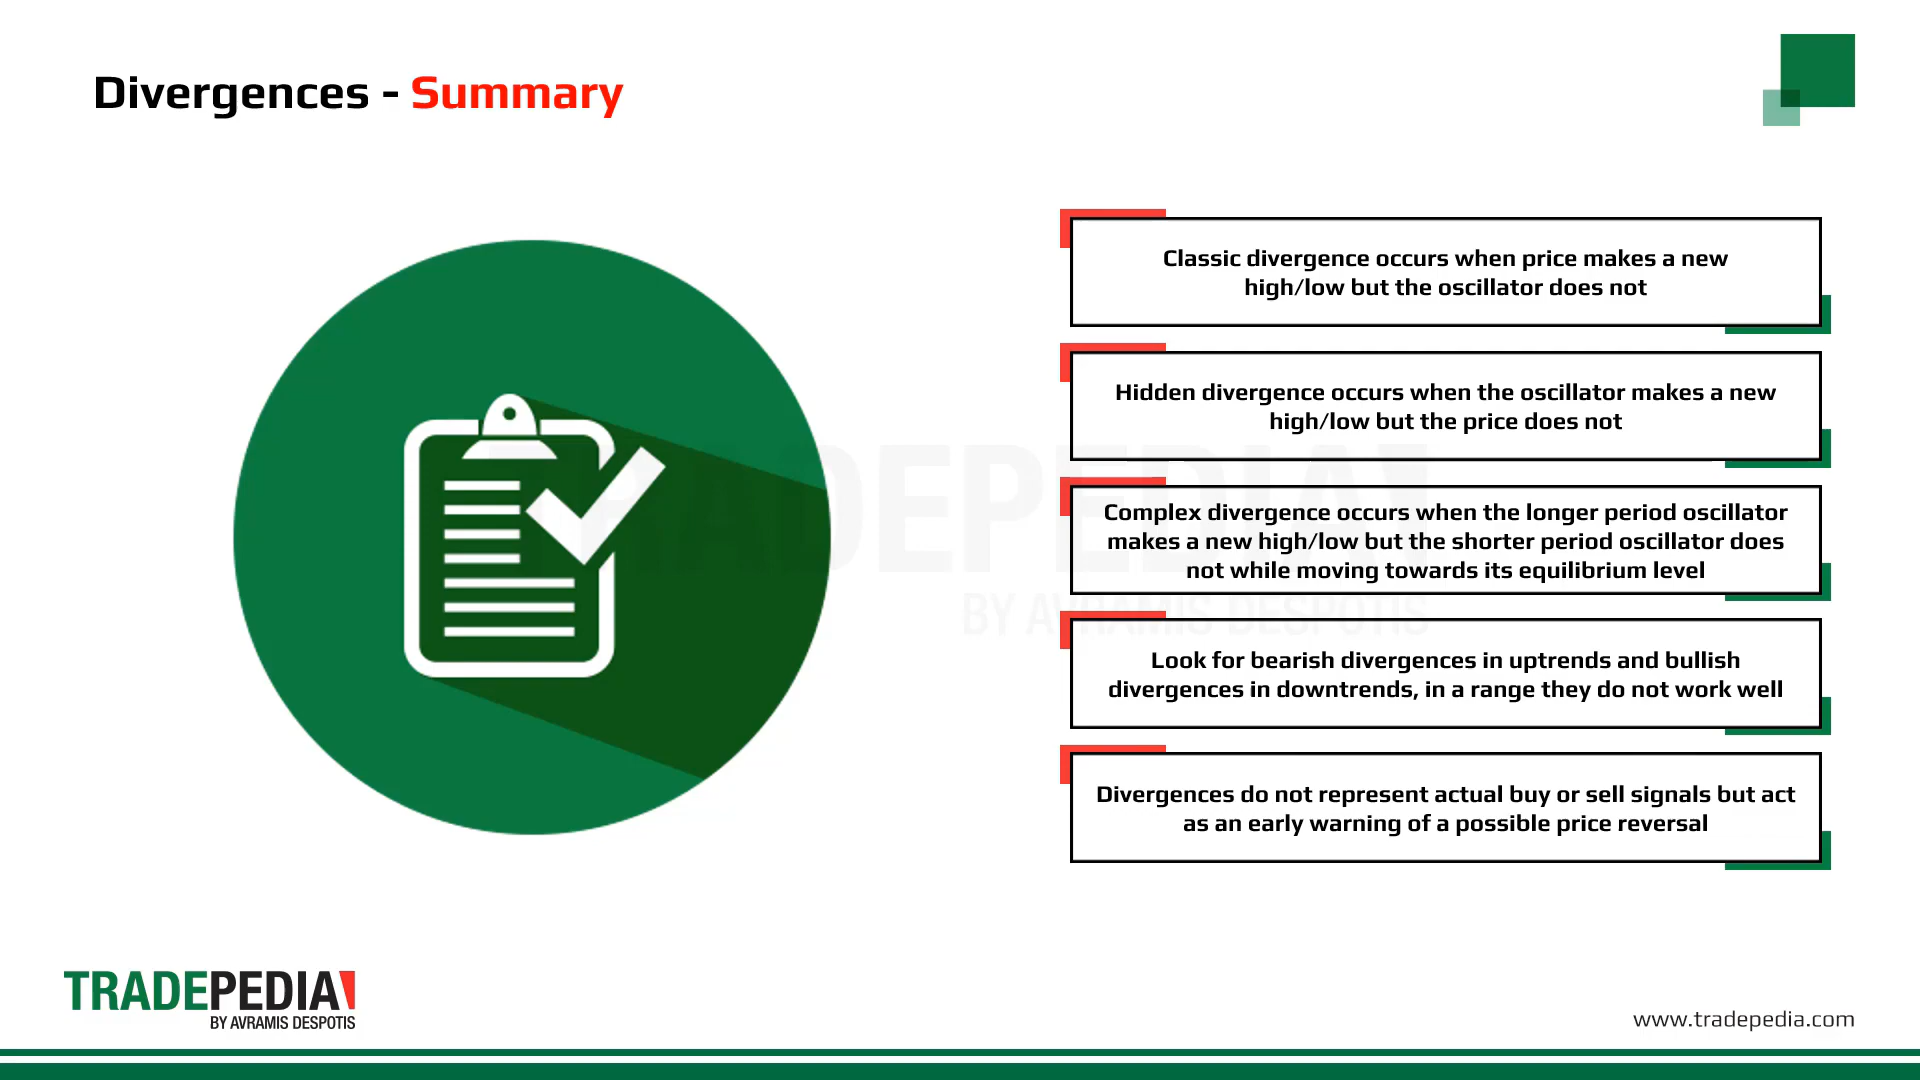 Divergences - Summary
Classic divergence occurs when price makes a new
high/low but the oscillator does not
Hidden divergence occurs when the oscillator makes a new
high/low but the price does not
Complex divergence occurs when the longer period oscillator
makes a new high/low but the shorter period oscillator does
not while moving towards its equilibrium level
Look for bearish divergences in uptrends and bullish
divergences in downtrends, in a range they do not work well
Divergences do not represent actual buy or sell signals but act
as an early warning of a possible price reversal
TRADEPEDIA
BY AVRAMIS DESPOTIS
TRADEPEDIA
BY AVRAMIS DESPOTIS
www.tradepedia.com